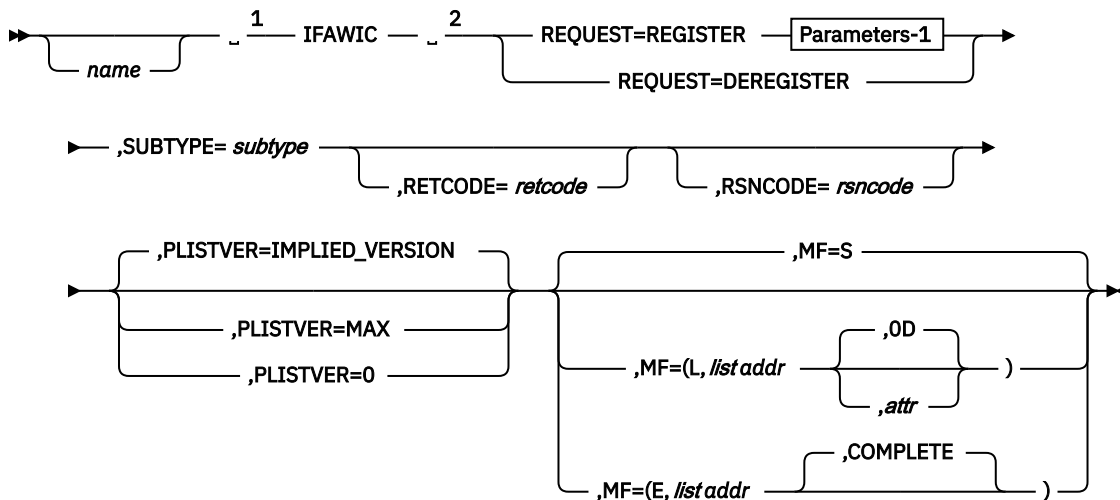 name ␣ 1 IFAWIC ␣ 2 REQUEST=REGISTER Parameters-1
REQUEST=DEREGISTER
,SUBTYPE= subtype ,RETCODE= retcode ,RSNCODE= rsncode
,PLISTVER=IMPLIED_VERSION
,PLISTVER=MAX
,PLISTVER=0
,MF=S
,MF=(L, list addr ,0D ,attr )
,MF=(E, list addr ,COMPLETE )